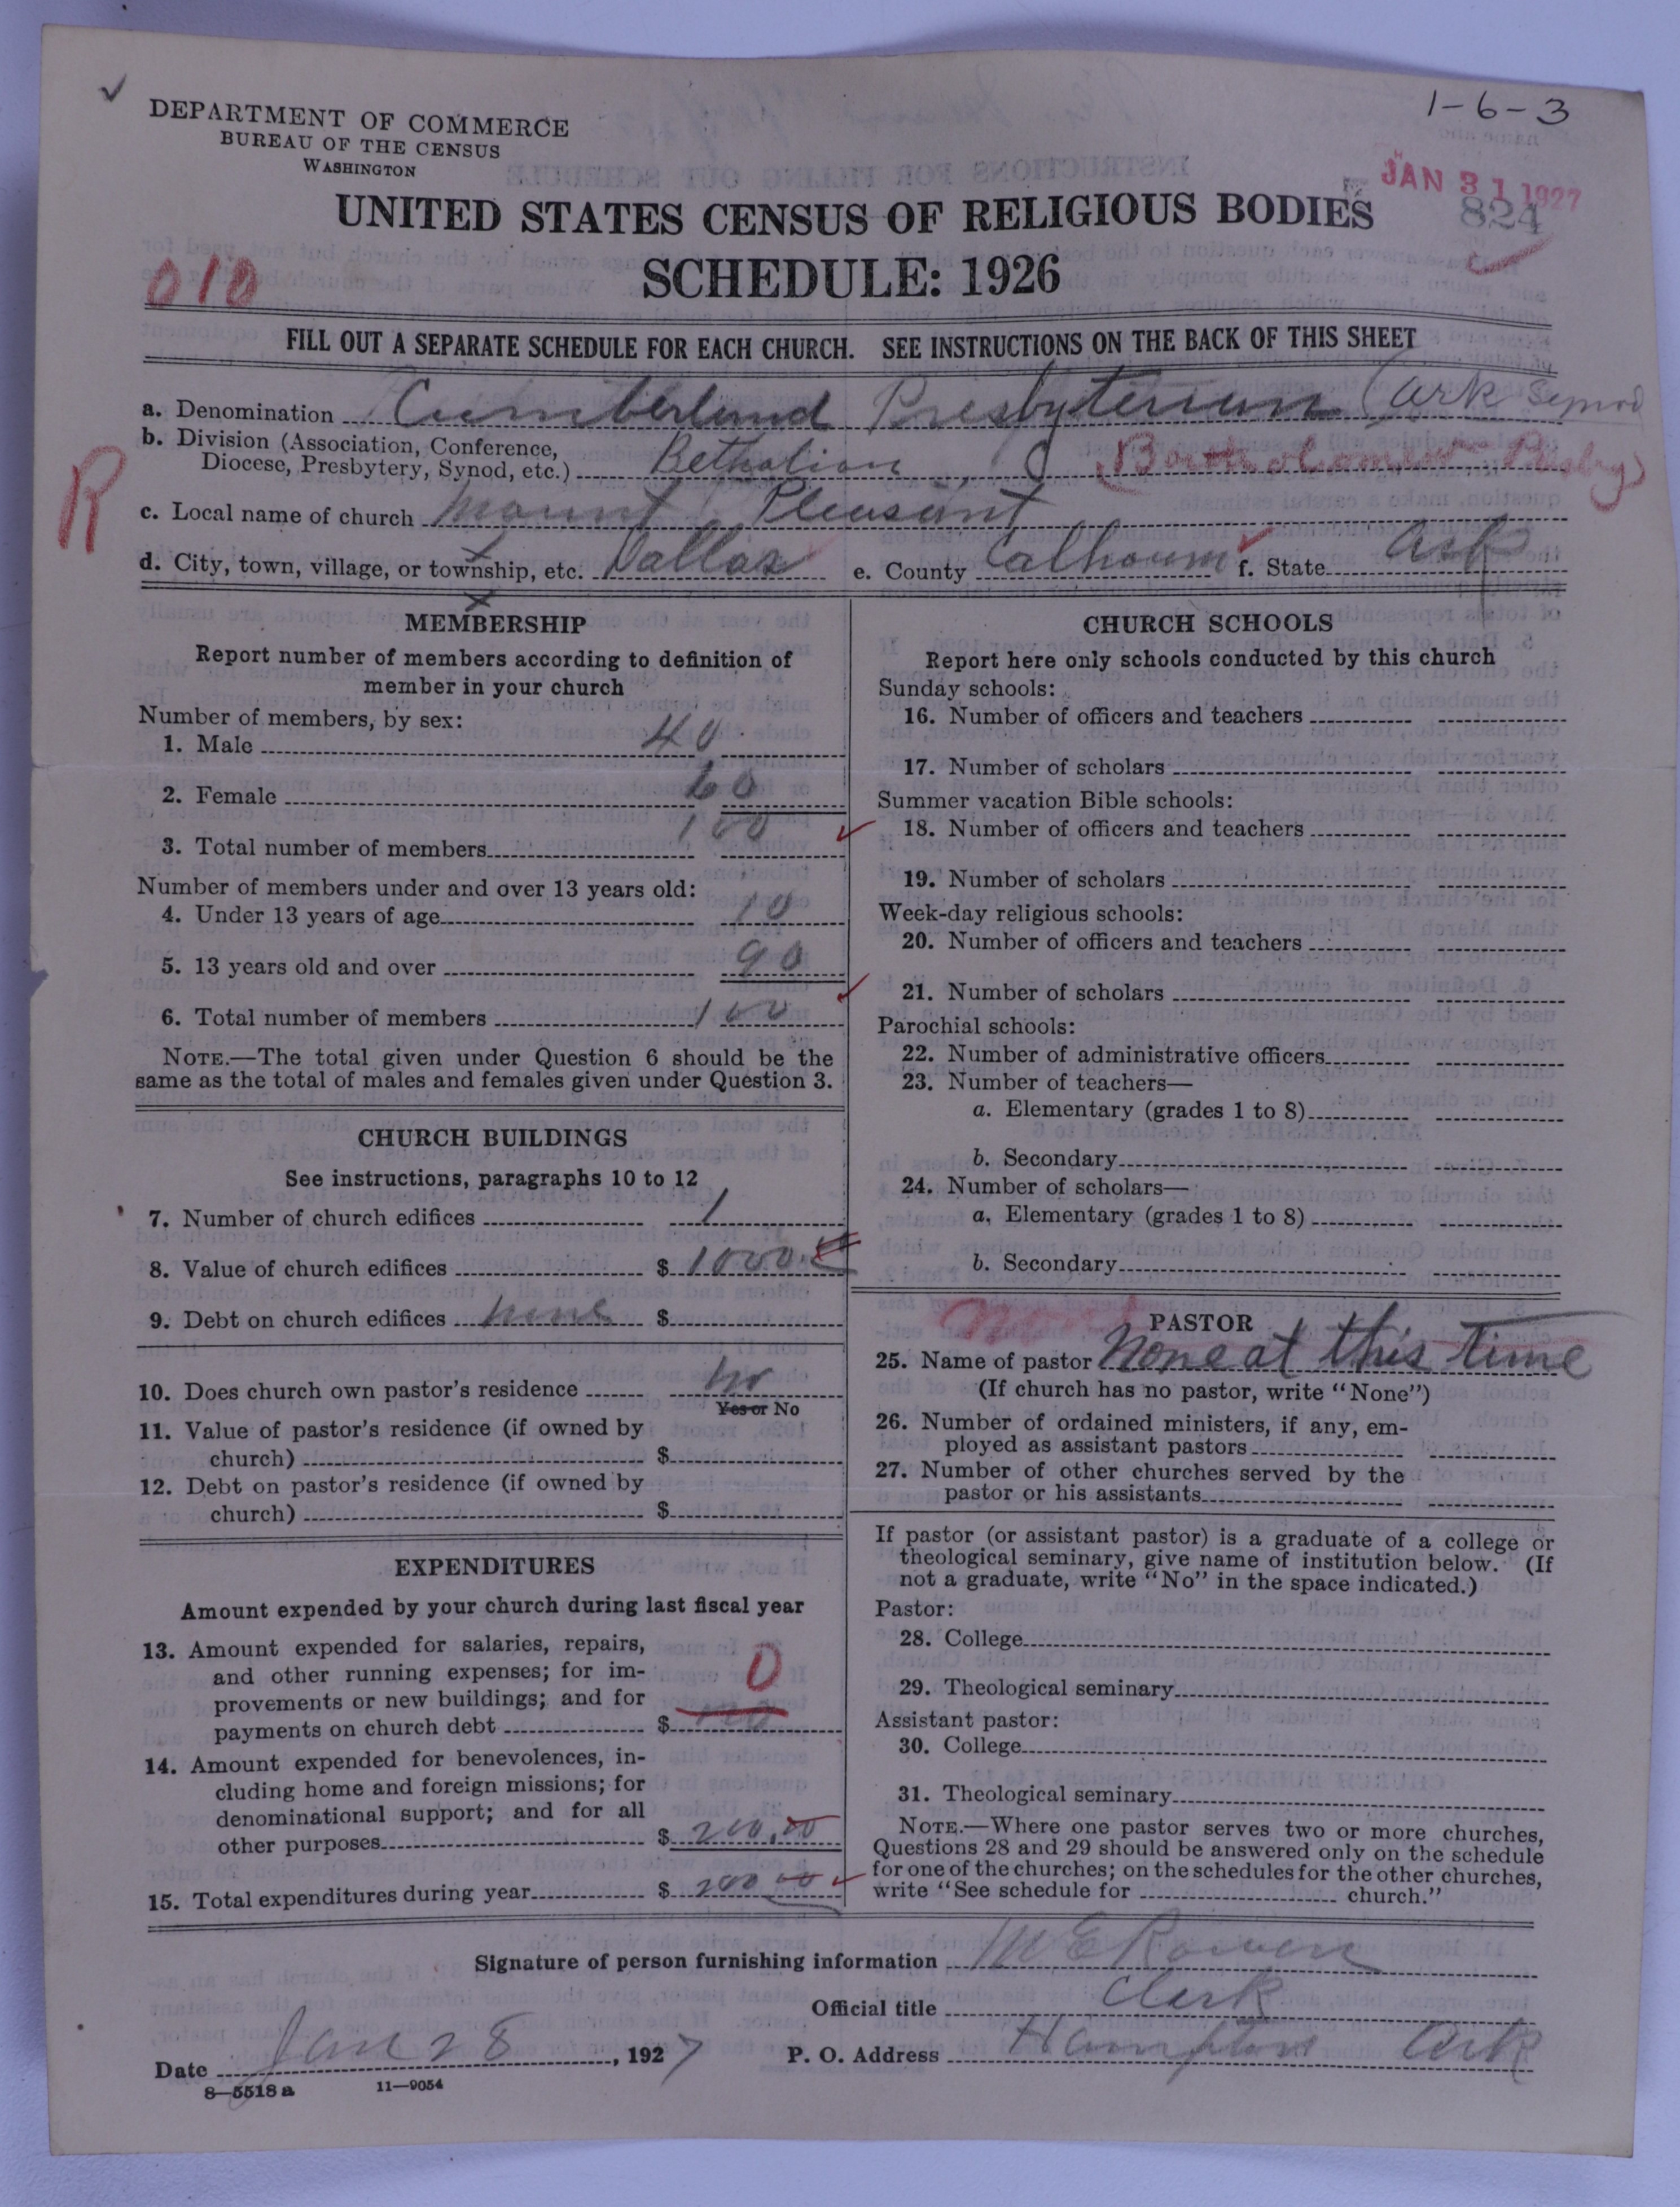 1-6-3
DEPARTMENT OF COMMERCE
BUREAU OF THE CENSUS
WASHINGTON
JAN 31 1927
824
UNITED STATES CENSUS OF RELIGIOUS BODIES
SCHEDULE: 1926
010
FILL OUT A SEPARATE SCHEDULE FOR EACH CHURCH. SEE INSTRUCTIONS ON THE BACK OF THIS SHEET
a. Denomination Cumberland Presbyterian (Ark Synod
b. Division (Association, Conference,
Diocese, Presbytery, Synod, etc.) (Bartholomew Presby)
R
c. Local name of church Mount Pleasant
d. City, town, village, or township, etc. Dallas e. County Calhoun f. State Ark
MEMBERSHIP
Report number of members according to definition of
member in your church
Number of members, by sex:
1. Male 40
2. Female 60
3. Total number of members 100
Number of members under and over 13 years old:
4. Under 13 years of age 10
5. 13 years old and over 90
6. Total number of members 100
NOTE.—The total given under Question 6 should be the
same as the total of males and females given under Question 3.
CHURCH BUILDINGS
See instructions, paragraphs 10 to 12
7. Number of church edifices 1
8. Value of church edifices $ 1000.00
9. Debt on church edifices none $
10. Does church own pastor's residence no
Yes or No
11. Value of pastor's residence (if owned by
church) $
12. Debt on pastor's residence (if owned by
church) $
EXPENDITURES
Amount expended by your church during last fiscal year
13. Amount expended for salaries, repairs,
and other running expenses; for im-
provements or new buildings; and for
payments on church debt $ 0
14. Amount expended for benevolences, in-
cluding home and foreign missions; for
denominational support; and for all
other purposes $ 200.00
15. Total expenditures during year $ 200 00
CHURCH SCHOOLS
Report here only schools conducted by this church
Sunday schools:
16. Number of officers and teachers
17. Number of scholars
Summer vacation Bible schools:
18. Number of officers and teachers
19. Number of scholars
Week-day religious schools:
20. Number of officers and teachers
21. Number of scholars
Parochial schools:
22. Number of administrative officers
23. Number of teachers—
a. Elementary (grades 1 to 8)
b. Secondary
24. Number of scholars—
a. Elementary (grades 1 to 8)
b. Secondary
PASTOR
25. Name of pastor None at this time
(If church has no pastor, write "None")
26. Number of ordained ministers, if any, em-
ployed as assistant pastors
27. Number of other churches served by the
pastor or his assistants
If pastor (or assistant pastor) is a graduate of a college or
theological seminary, give name of institution below. (If
not a graduate, write "No" in the space indicated.)
Pastor:
28. College
29. Theological seminary
Assistant pastor:
30. College
31. Theological seminary
NOTE.—Where one pastor serves two or more churches,
Questions 28 and 29 should be answered only on the schedule
for one of the churches; on the schedules for the other churches,
write "See schedule for church."
Signature of person furnishing information M E Rowen
Official title Clerk
Date Jan 28, 1927 P. O. Address Hampton Ark
8—5518 a 11—9054